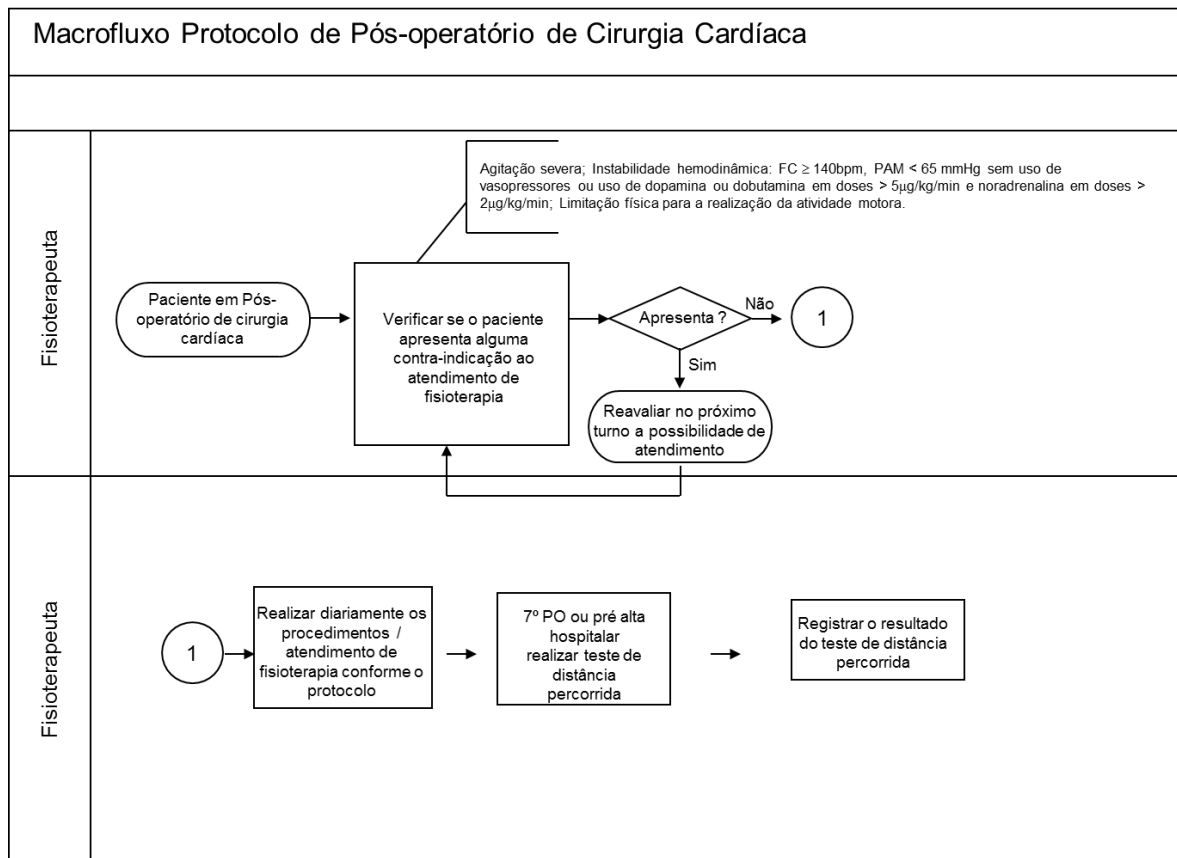 Macrofluxo Protocolo de Pós-operatório de Cirurgia Cardíaca
Fisioterapeuta
Agitação severa; Instabilidade hemodinâmica: FC ≥ 140bpm, PAM < 65 mmHg sem uso de
vasopressores ou uso de dopamina ou dobutamina em doses > 5μg/kg/min e noradrenalina em doses >
2μg/kg/min; Limitação física para a realização da atividade motora.
Paciente em Pós-
operatório de cirurgia
cardíaca
Verificar se o paciente
apresenta alguma
contra-indicação ao
atendimento de
fisioterapia
Apresenta ?
Não
1
Sim
Reavaliar no próximo
turno a possibilidade de
atendimento
Fisioterapeuta
1
Realizar diariamente os
procedimentos /
atendimento de
fisioterapia conforme o
protocolo
7º PO ou pré alta
hospitalar
realizar teste de
distância
percorrida
Registrar o resultado
do teste de distância
percorrida